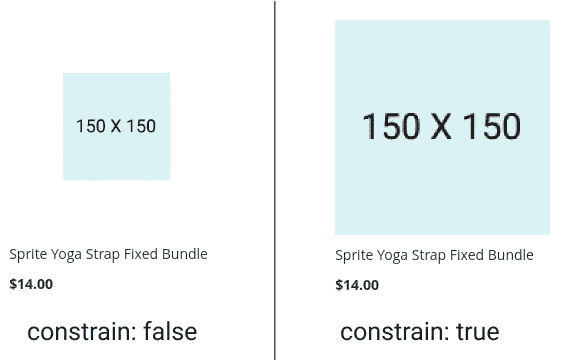 150 X 150
Sprite Yoga Strap Fixed Bundle
$14.00
constrain: false
150 X 150
Sprite Yoga Strap Fixed Bundle
$14.00
constrain: true